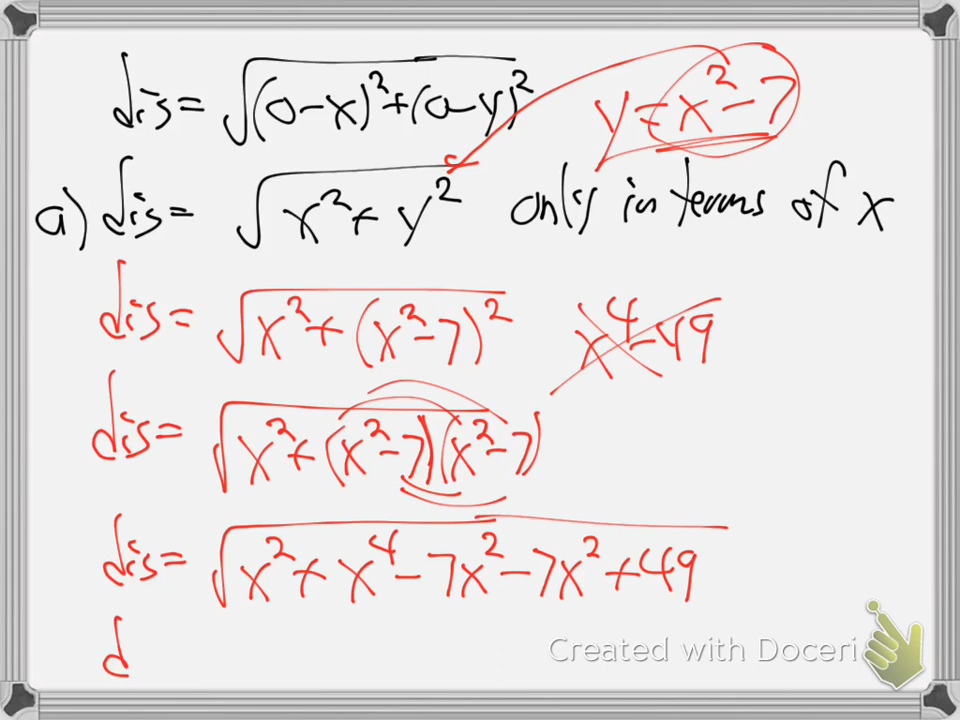 dis = √(0-x)²+(0-y)² y = x²-7
a) dis = √x² + y² only in terms of x
dis = √x² + (x²-7)² x⁴-49
dis = √x² + (x²-7)(x²-7)
dis = √x² + x⁴ - 7x² - 7x² + 49
d
Created with Doceri